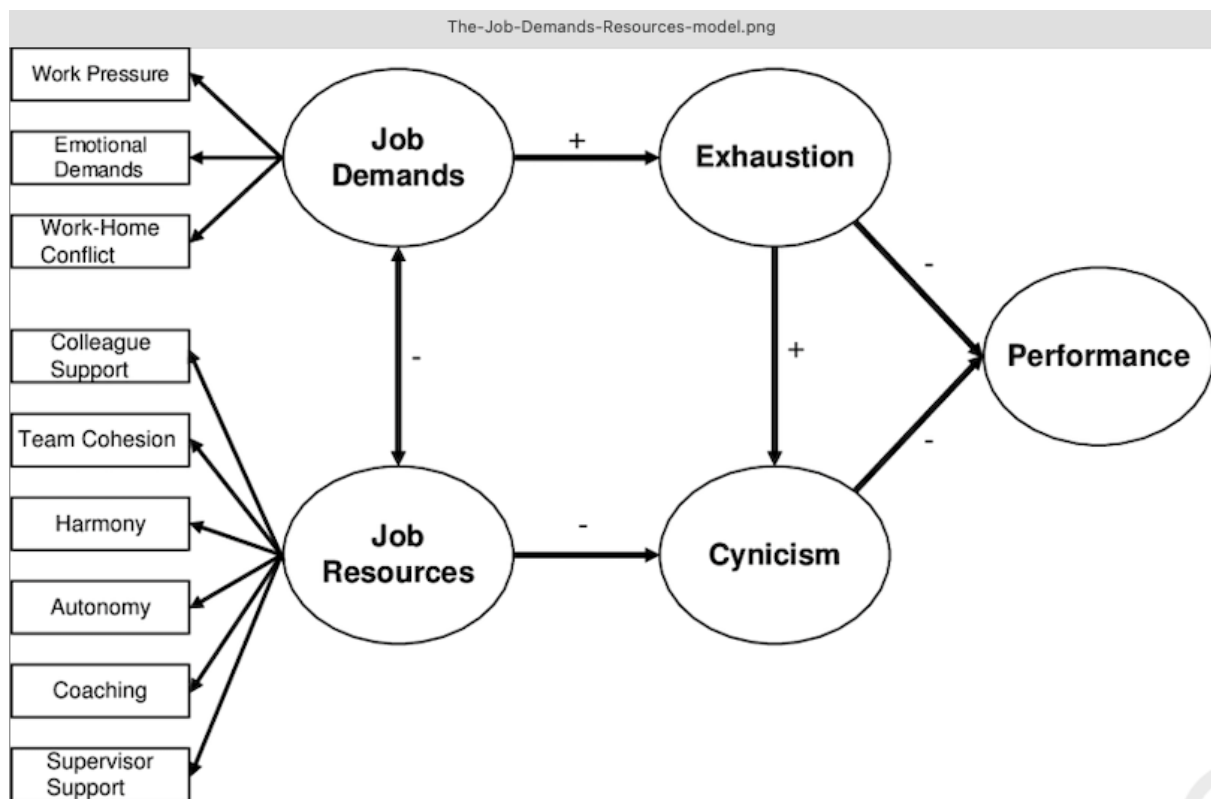 The-Job-Demands-Resources-model.png
Work Pressure
Emotional
Demands
Work-Home
Conflict
Colleague
Support
Team Cohesion
Harmony
Autonomy
Coaching
Supervisor
Support
Job
Demands
-
Job
Resources
+
-
Exhaustion
+
Cynicism
-
-
Performance